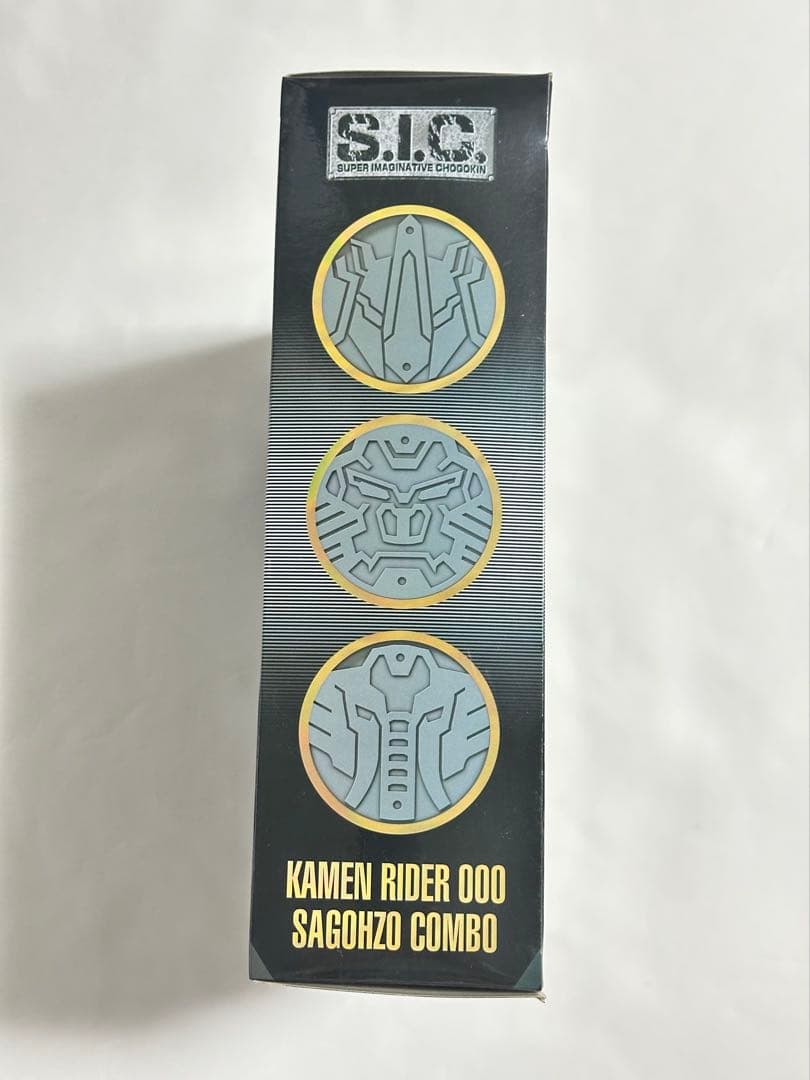 S.I.C.
SUPER IMAGINATIVE CHOGOKIN
KAMEN RIDER OOO
SAGOHZO COMBO